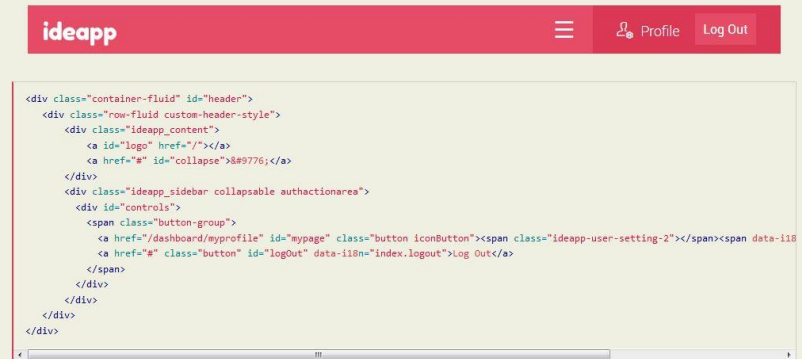 ideapp
Profile
Log Out
<div class="container-fluid" id="header">
<div class="row-fluid custom-header-style">
<div class="ideapp_content">
<a id="logo" href="/"></a>
<a href="#" id="collapse">&#9776;</a>
</div>
<div class="ideapp_sidebar collapsable authactionarea">
<div id="controls">
<span class="button-group">
<a href="/dashboard/myprofile" id="mypage" class="button iconButton"><span class="ideapp-user-setting-2"></span><span data-i18
<a href="#" class="button" id="logOut" data-i18n="index.logout">Log Out</a>
</span>
</div>
</div>
</div>
</div>